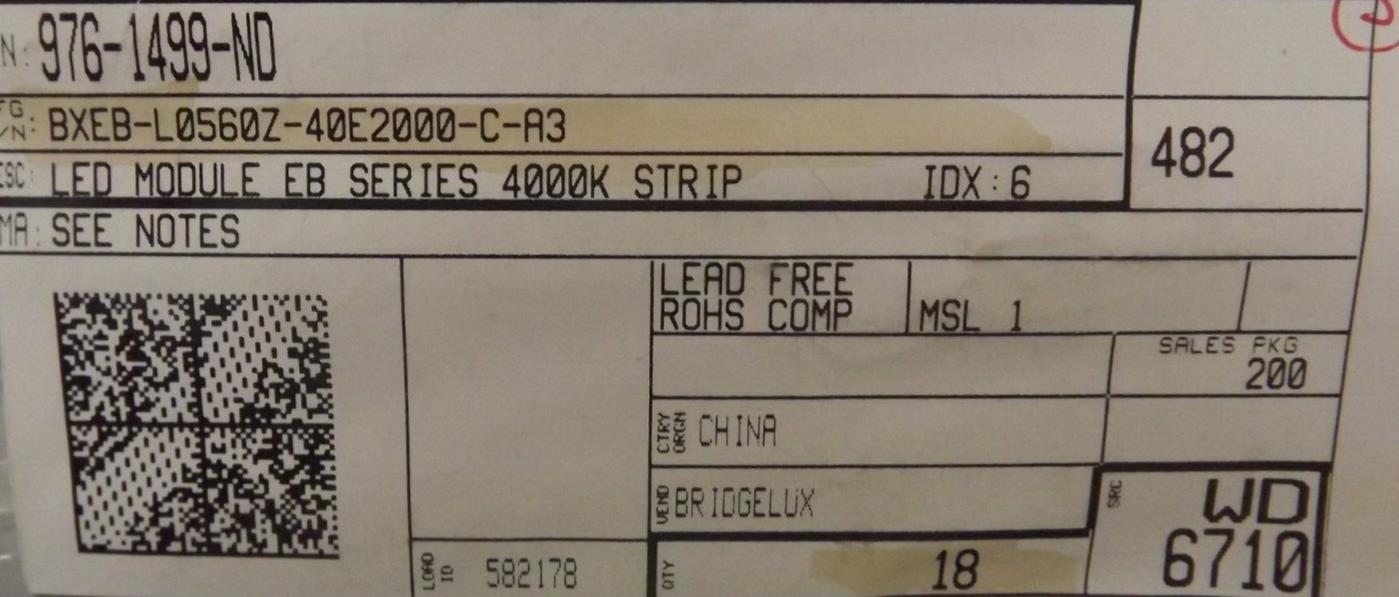 N: 976-1499-ND
FG
/N: BXEB-L0560Z-40E2000-C-A3
482
ESC: LED MODULE EB SERIES 4000K STRIP IDX:6
MA: SEE NOTES
LEAD FREE
ROHS COMP
MSL 1
SALES PKG
200
CTRY
ORGN CHINA
VEND BRIDGELUX
SRC WD
6710
LOAD
ID 582178
QTY 18